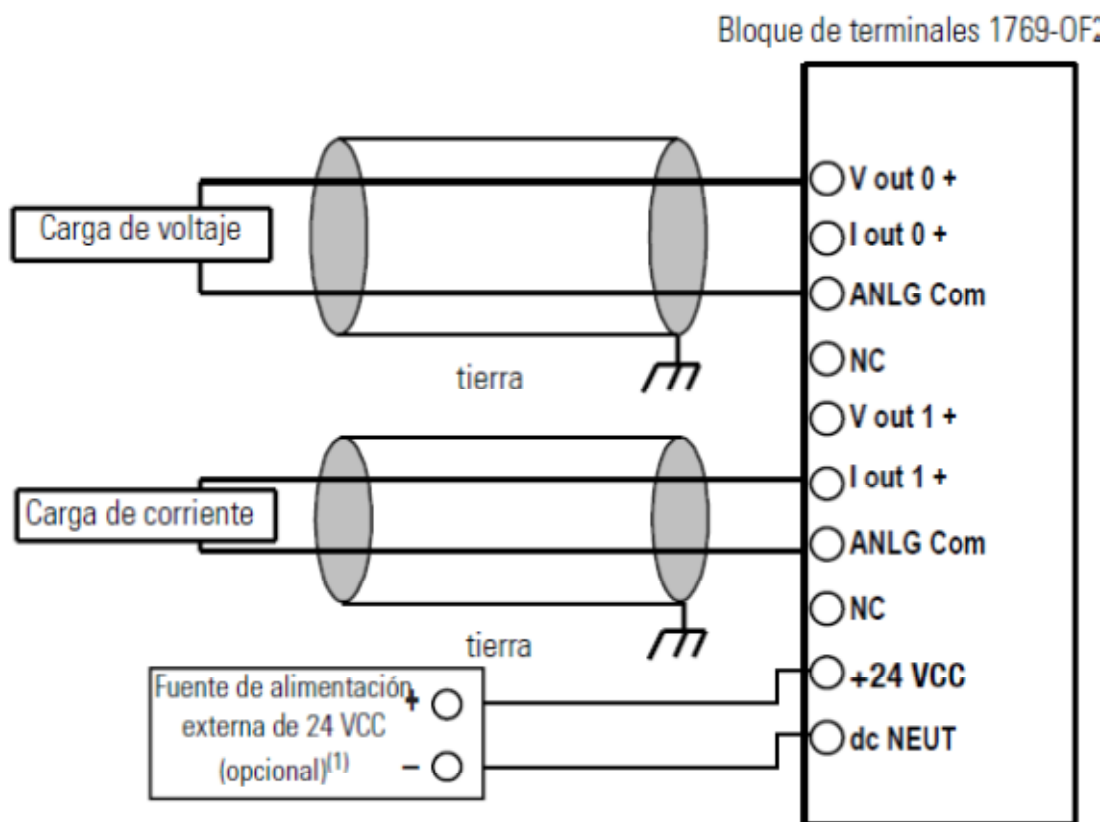 Bloque de terminales 1769-OF2
V out 0 +
Carga de voltaje
I out 0 +
ANLG Com
NC
tierra
V out 1 +
I out 1 +
Carga de corriente
ANLG Com
NC
tierra
+24 VCC
Fuente de alimentación +
externa de 24 VCC
dc NEUT
(opcional)(1) −